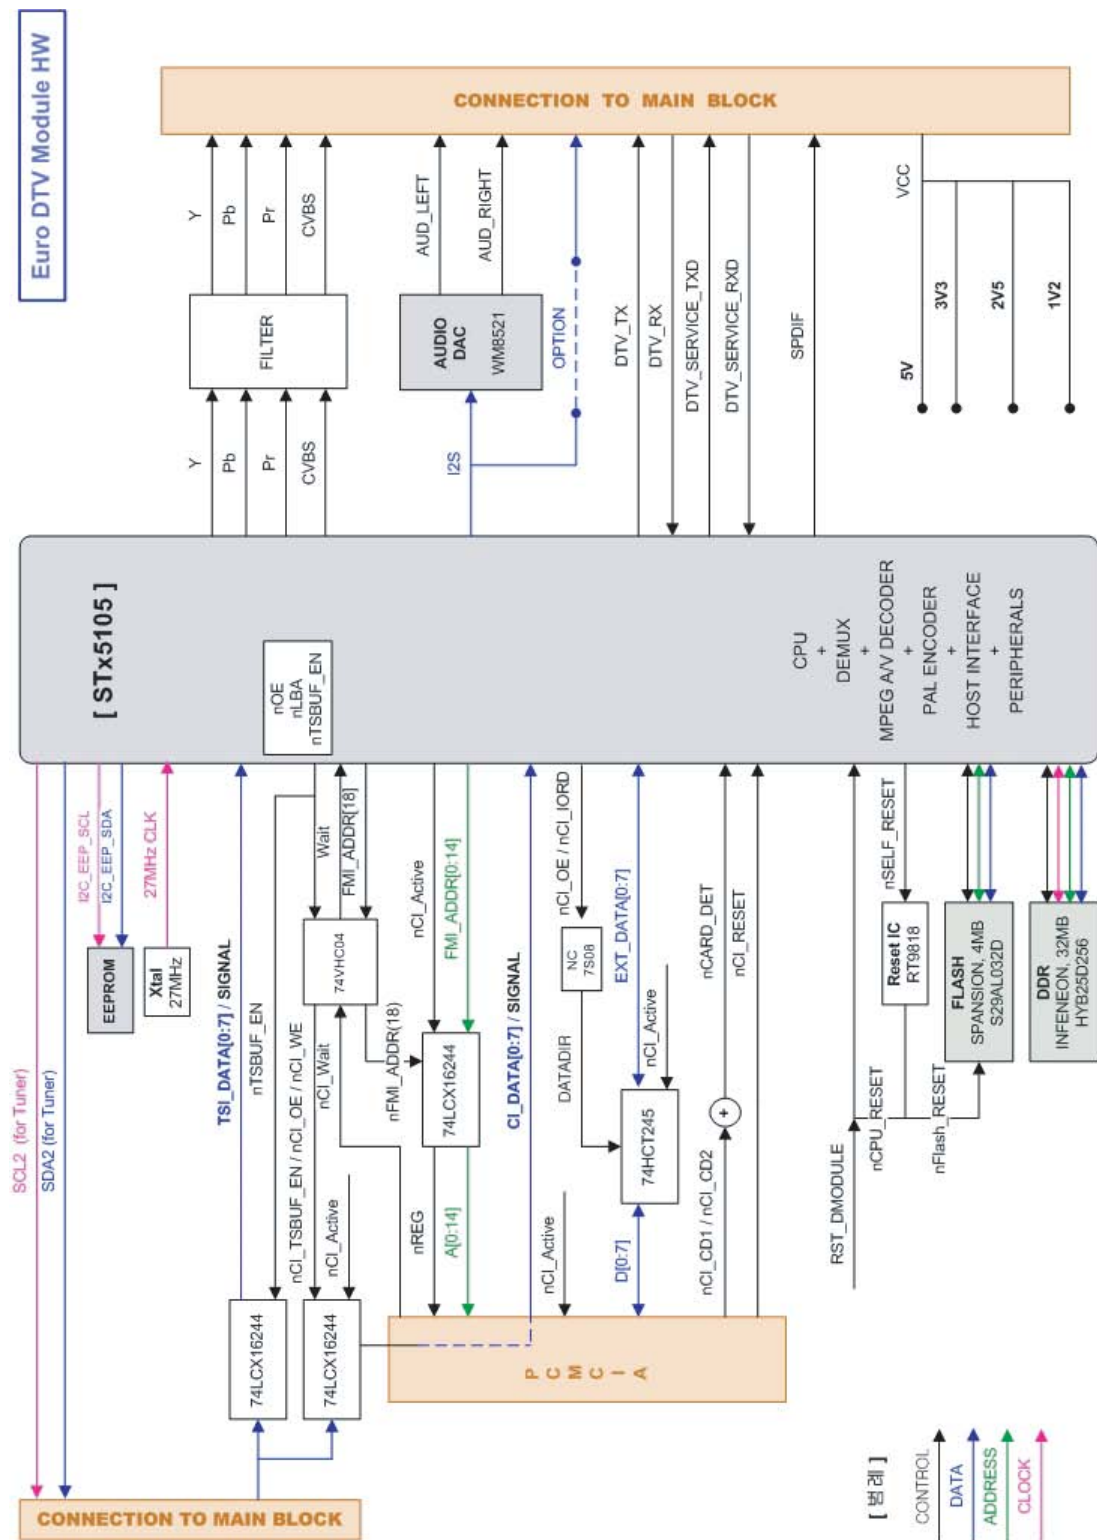 Euro DTV Module HW
CONNECTION TO MAIN BLOCK
Y
Pb
Pr
CVBS
AUD_LEFT
AUD_RIGHT
VCC
FILTER
AUDIO
DAC
WM8521
OPTION
DTV_TX
DTV_RX
DTV_SERVICE_TXD
DTV_SERVICE_RXD
SPDIF
5V
3V3
2V5
1V2
Y
Pb
Pr
CVBS
I2S
[ STx5105 ]
nOE
nLBA
nTSBUF_EN
CPU
+
DEMUX
+
MPEG A/V DECODER
+
PAL ENCODER
+
HOST INTERFACE
+
PERIPHERALS
SCL2 (for Tuner)
SDA2 (for Tuner)
I2C_EEP_SCL
I2C_EEP_SDA
EEPROM
27MHz CLK
Xtal
27MHz
TSI_DATA[0:7] / SIGNAL
nTSBUF_EN
Wait
FMI_ADDR[18]
74VHC04
nCI_TSBUF_EN / nCI_OE / nCI_WE
nCI_Wait
nFMI_ADDR(18)
nCI_Active
nCI_Active
FMI_ADDR[0:14]
74LCX16244
nREG
A[0:14]
CI_DATA[0:7] / SIGNAL
nCI_OE / nCI_IORD
NC
7S08
DATADIR
nCI_Active
EXT_DATA[0:7]
nCI_Active
74HCT245
D[0:7]
nCARD_DET
nCI_RESET
+
nCI_CD1 / nCI_CD2
nSELF_RESET
Reset IC
RT9818
RST_DMODULE
nCPU_RESET
nFlash_RESET
FLASH
SPANSION, 4MB
S29AL032D
DDR
INFENEON, 32MB
HYB25D256
74LCX16244
74LCX16244
PCMCIA
CONNECTION TO MAIN BLOCK
[ 범례 ]
CONTROL
DATA
ADDRESS
CLOCK